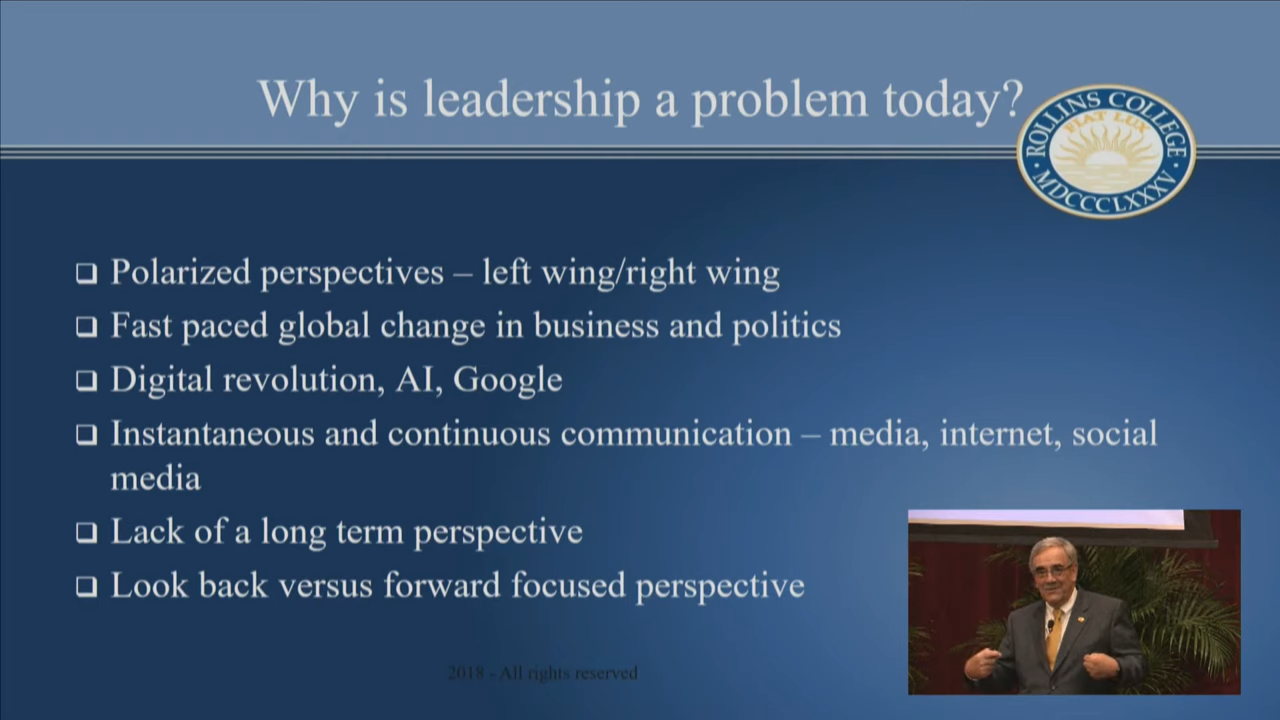 Why is leadership a problem today?
ROLLINS COLLEGE
FIAT LUX
MDCCCLXXXV
❑ Polarized perspectives – left wing/right wing
❑ Fast paced global change in business and politics
❑ Digital revolution, AI, Google
❑ Instantaneous and continuous communication – media, internet, social
media
❑ Lack of a long term perspective
❑ Look back versus forward focused perspective
2018 - All rights reserved